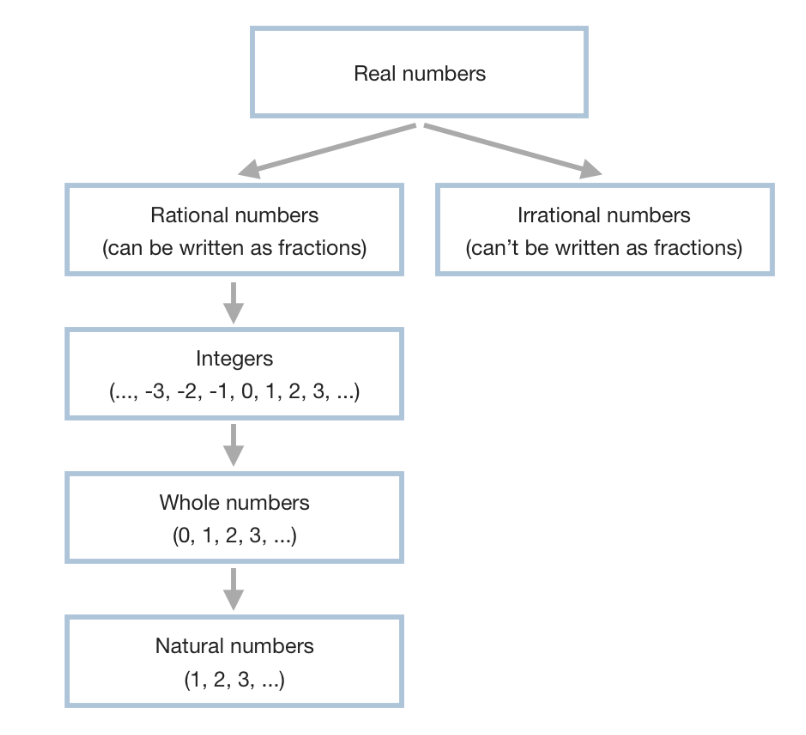 Real numbers
Rational numbers
(can be written as fractions)
Irrational numbers
(can’t be written as fractions)
Integers
(..., -3, -2, -1, 0, 1, 2, 3, ...)
Whole numbers
(0, 1, 2, 3, ...)
Natural numbers
(1, 2, 3, ...)